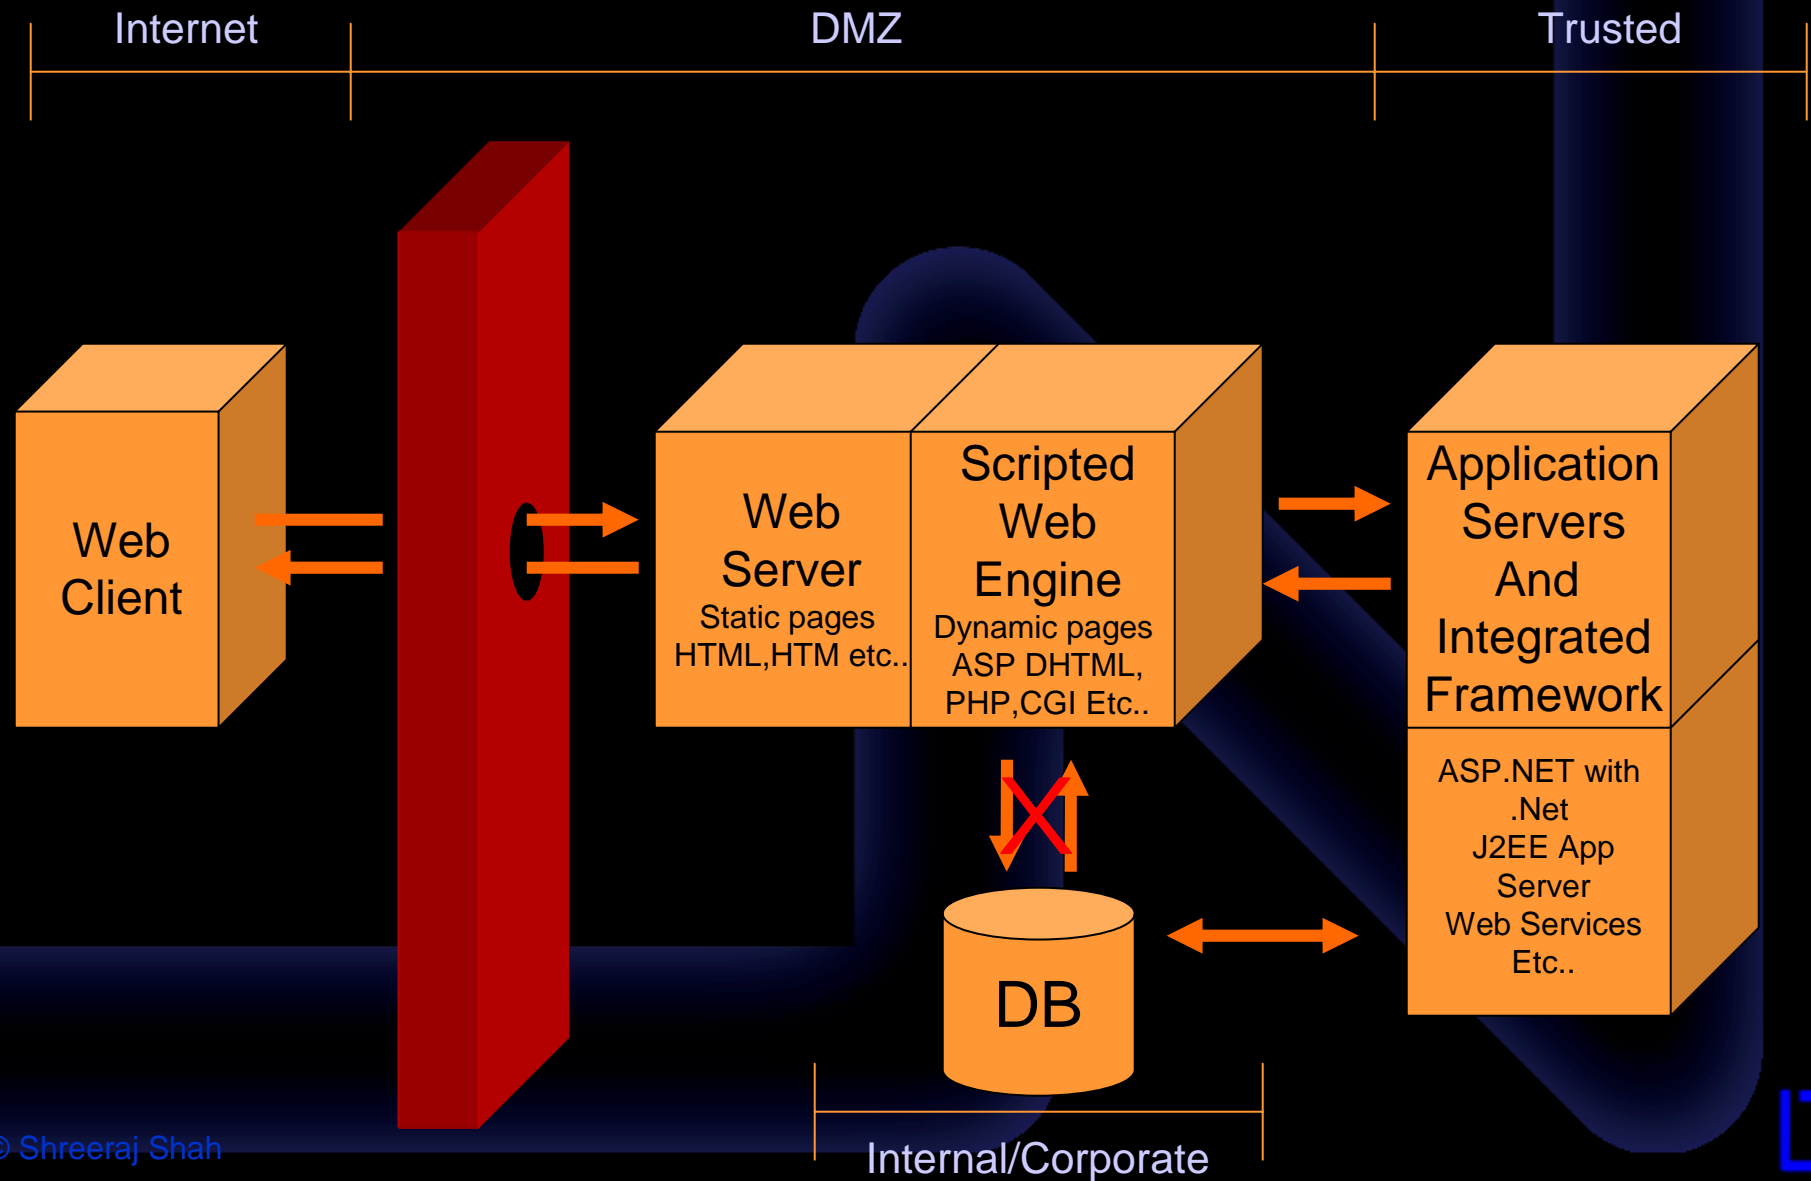 Internet
DMZ
Trusted
Web
Client
Web
Server
Static pages
HTML,HTM etc..
Scripted
Web
Engine
Dynamic pages
ASP DHTML,
PHP,CGI Etc..
Application
Servers
And
Integrated
Framework
ASP.NET with
.Net
J2EE App
Server
Web Services
Etc..
X
DB
Internal/Corporate
© Shreeraj Shah